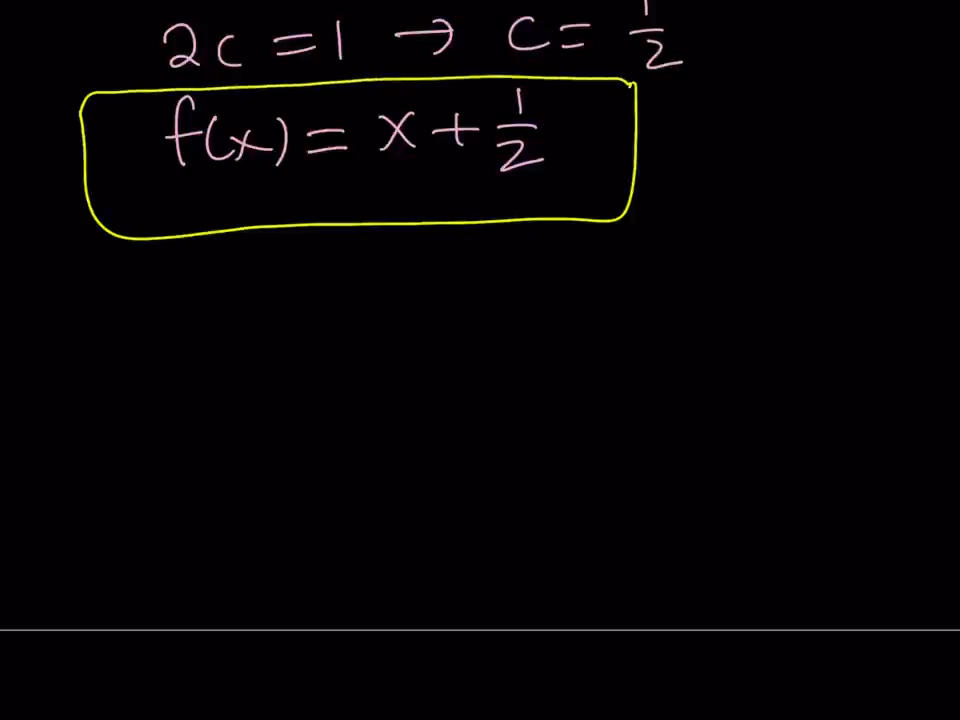 2c = 1 → c = 1/2
f(x) = x + 1/2